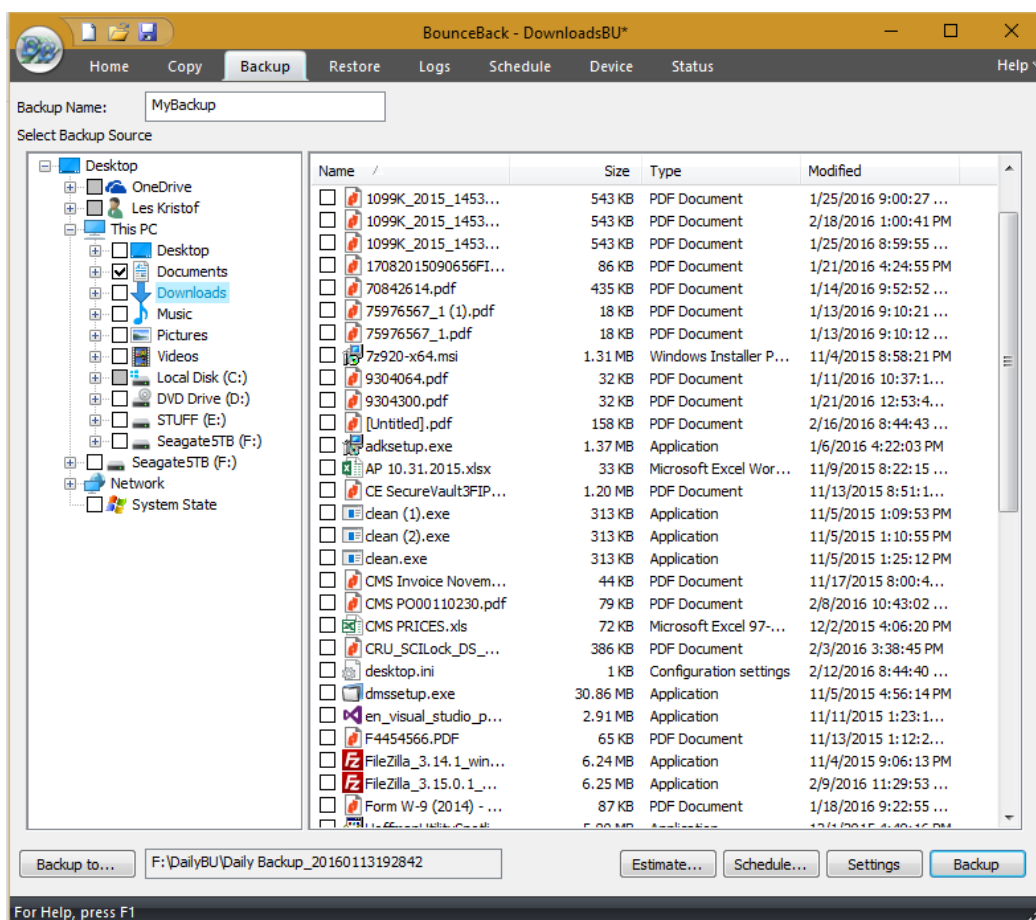 BounceBack - DownloadsBU*
Home Copy Backup Restore Logs Schedule Device Status Help
Backup Name: MyBackup
Select Backup Source
Desktop
OneDrive
Les Kristof
This PC
Desktop
Documents
Downloads
Music
Pictures
Videos
Local Disk (C:)
DVD Drive (D:)
STUFF (E:)
Seagate5TB (F:)
Seagate5TB (F:)
Network
System State
Name Size Type Modified
1099K_2015_1453... 543 KB PDF Document 1/25/2016 9:00:27 ...
1099K_2015_1453... 543 KB PDF Document 2/18/2016 1:00:41 PM
1099K_2015_1453... 543 KB PDF Document 1/25/2016 8:59:55 ...
17082015090656FI... 86 KB PDF Document 1/21/2016 4:24:55 PM
70842614.pdf 435 KB PDF Document 1/14/2016 9:52:52 ...
75976567_1 (1).pdf 18 KB PDF Document 1/13/2016 9:10:21 ...
75976567_1.pdf 18 KB PDF Document 1/13/2016 9:10:12 ...
7z920-x64.msi 1.31 MB Windows Installer P... 11/4/2015 8:58:21 PM
9304064.pdf 32 KB PDF Document 1/11/2016 10:37:1...
9304300.pdf 32 KB PDF Document 1/21/2016 12:53:4...
[Untitled].pdf 158 KB PDF Document 2/16/2016 8:44:43 ...
adksetup.exe 1.37 MB Application 1/6/2016 4:22:03 PM
AP 10.31.2015.xlsx 33 KB Microsoft Excel Wor... 11/9/2015 8:22:15 ...
CE SecureVault3FIP... 1.20 MB PDF Document 11/13/2015 8:51:1...
clean (1).exe 313 KB Application 11/5/2015 1:09:53 PM
clean (2).exe 313 KB Application 11/5/2015 1:10:55 PM
clean.exe 313 KB Application 11/5/2015 1:25:12 PM
CMS Invoice Novem... 44 KB PDF Document 11/17/2015 8:00:4...
CMS PO00110230.pdf 79 KB PDF Document 2/8/2016 10:43:02 ...
CMS PRICES.xls 72 KB Microsoft Excel 97-... 12/2/2015 4:06:20 PM
CRU_SCILock_DS_... 386 KB PDF Document 2/3/2016 3:38:45 PM
desktop.ini 1 KB Configuration settings 2/12/2016 8:44:40 ...
dmssetup.exe 30.86 MB Application 11/5/2015 4:56:14 PM
en_visual_studio_p... 2.91 MB Application 11/11/2015 1:23:1...
F4454566.PDF 65 KB PDF Document 11/13/2015 1:12:2...
FileZilla_3.14.1_win... 6.24 MB Application 11/4/2015 9:06:13 PM
FileZilla_3.15.0.1_... 6.25 MB Application 2/9/2016 11:29:53 ...
Form W-9 (2014) - ... 87 KB PDF Document 1/18/2016 9:22:55 ...
Backup to... F:\DailyBU\Daily Backup_20160113192842 Estimate... Schedule... Settings Backup
For Help, press F1